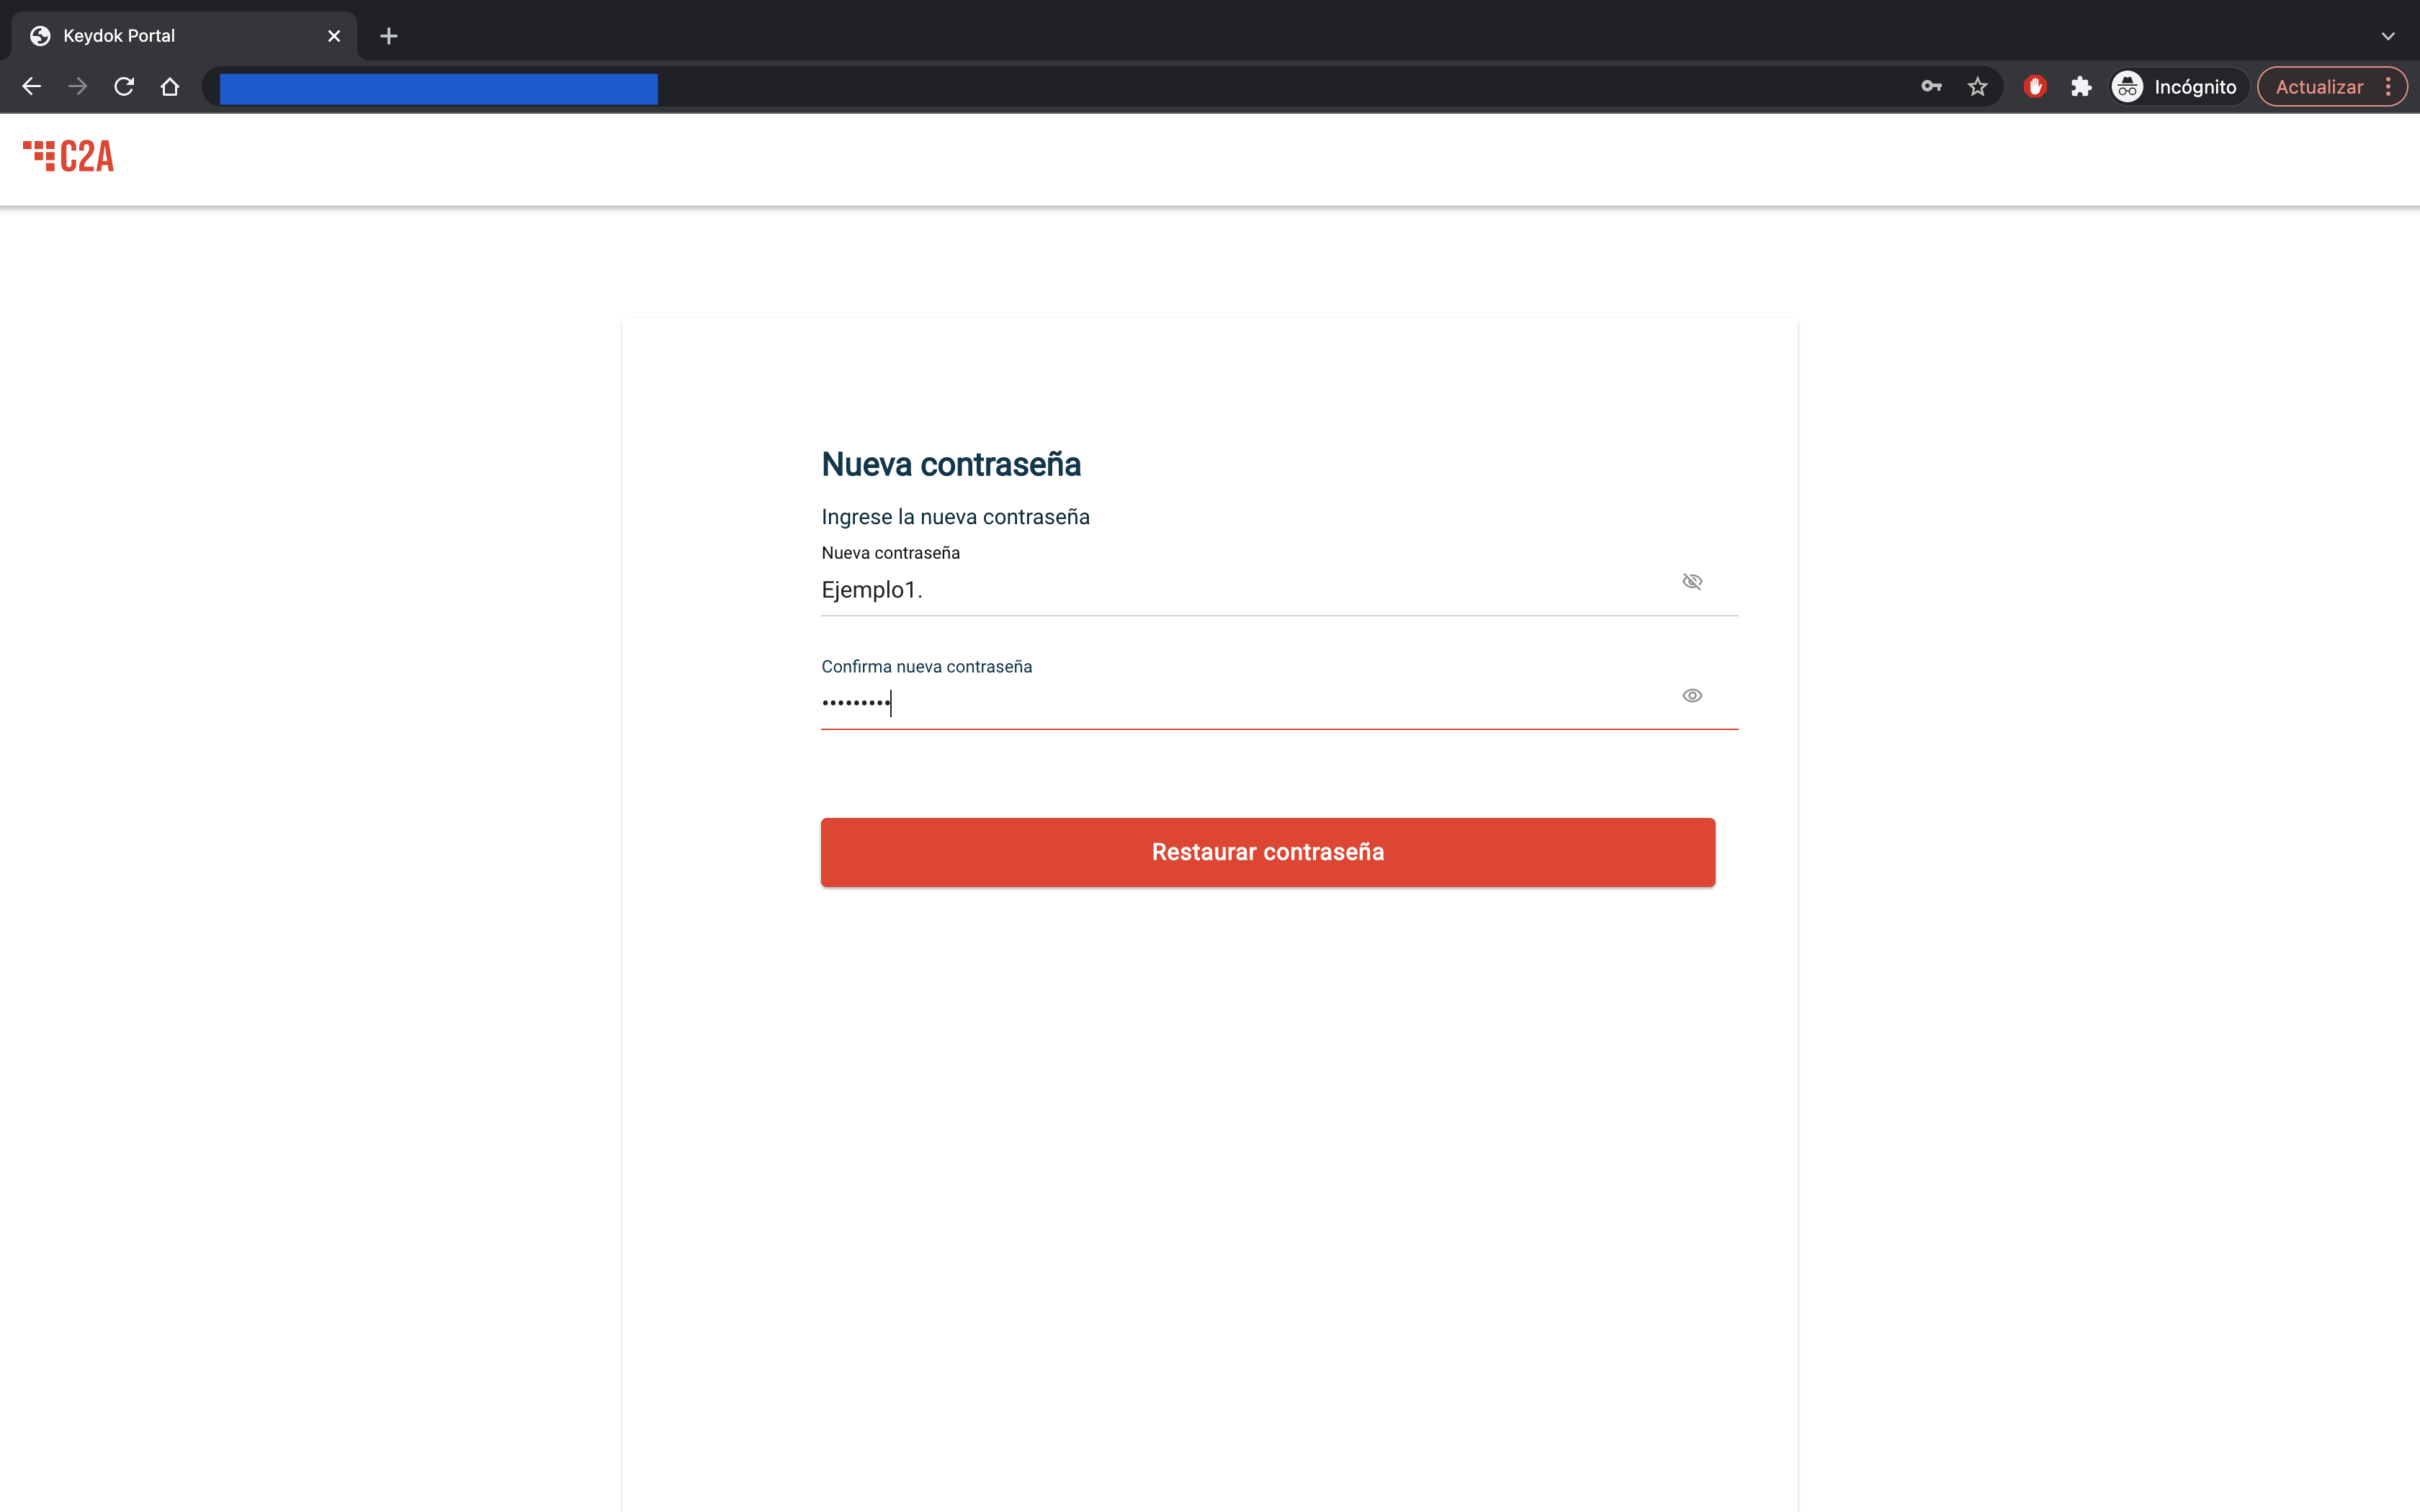 Keydok Portal
Incógnito
Actualizar
C2A
Nueva contraseña
Ingrese la nueva contraseña
Nueva contraseña
Ejemplo1.
Confirma nueva contraseña
•••••••••
Restaurar contraseña